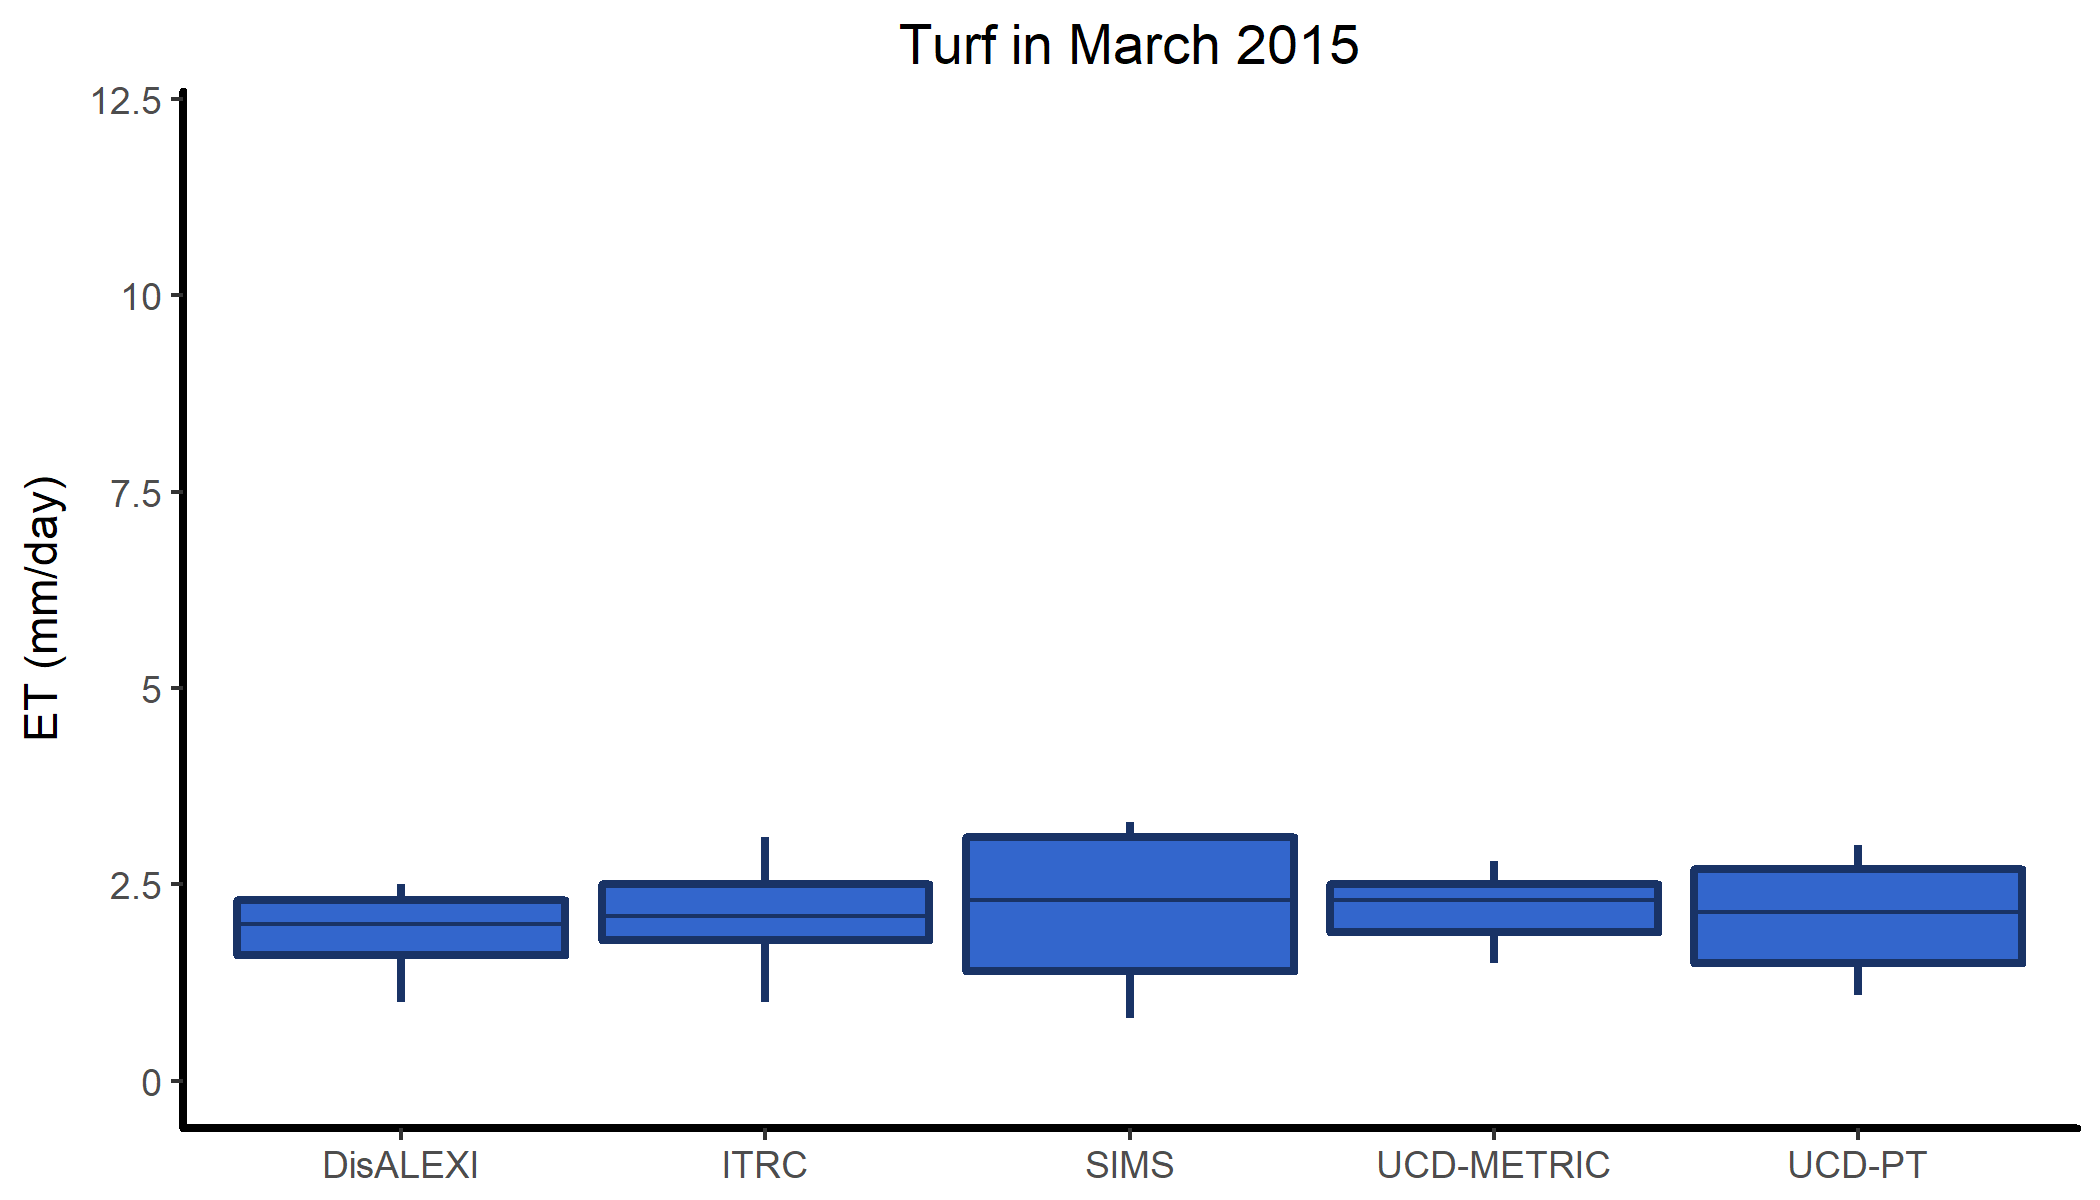 Turf in March 2015
12.5
10
7.5
5
2.5
0
ET (mm/day)
DisALEXI ITRC SIMS UCD-METRIC UCD-PT